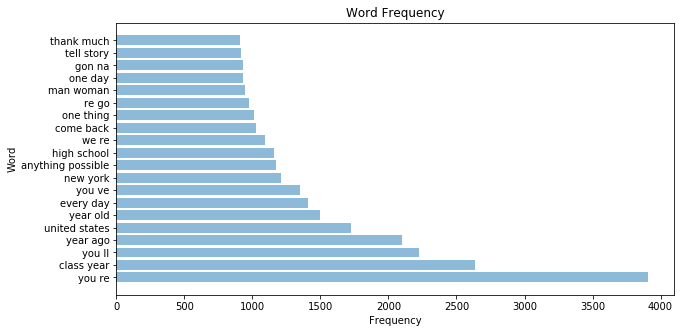 Word Frequency
thank much
tell story
gon na
one day
man woman
re go
one thing
come back
we re
high school
anything possible
new york
you ve
every day
year old
united states
year ago
you ll
class year
you re
Word
0 500 1000 1500 2000 2500 3000 3500 4000
Frequency